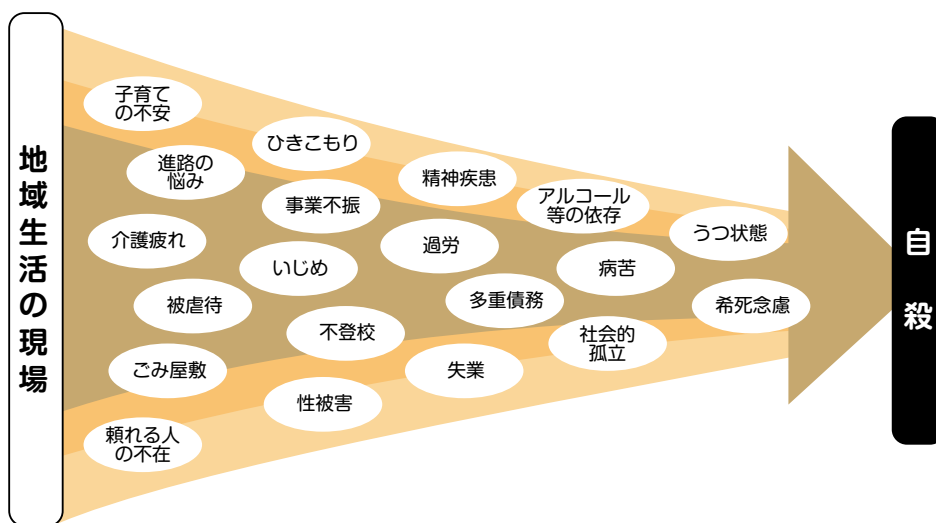 地域生活の現場
子育て
の不安
進路の
悩み
介護疲れ
被虐待
ごみ屋敷
頼れる人
の不在
ひきこもり
事業不振
いじめ
不登校
性被害
精神疾患
過労
多重債務
失業
アルコール
等の依存
病苦
社会的
孤立
うつ状態
希死念慮
自殺